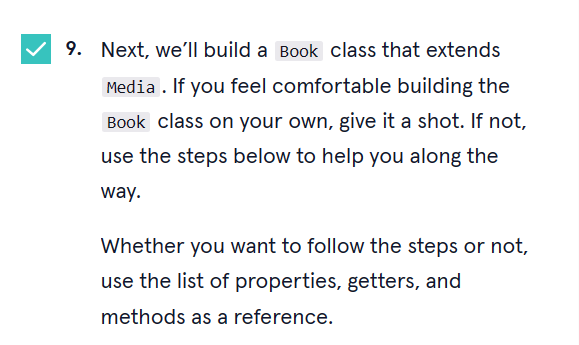 9. Next, we’ll build a Book class that extends
Media. If you feel comfortable building the
Book class on your own, give it a shot. If not,
use the steps below to help you along the
way.
Whether you want to follow the steps or not,
use the list of properties, getters, and
methods as a reference.